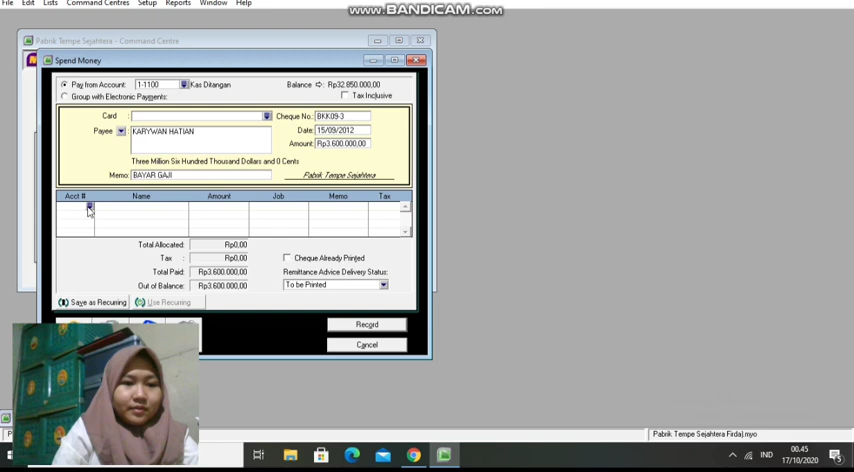 www.BANDICAM.com
File Edit Lists Command Centres Setup Reports Window Help
Pabrik Tempe Sejahtera - Command Centre
Spend Money
Pay from Account: 1-1100 Kas Ditangan Balance Rp32.850.000,00
Group with Electronic Payments: Tax Inclusive
Card : Cheque No.: BKK09-3
Payee : KARYWAN HATIAN Date: 15/09/2012
Amount: Rp3.600.000,00
Three Million Six Hundred Thousand Dollars and 0 Cents
Memo: BAYAR GAJI Pabrik Tempe Sejahtera
Acct # Name Amount Job Memo Tax
Total Allocated: Rp0,00
Tax : Rp0,00 Cheque Already Printed
Total Paid: Rp3.600.000,00 Remittance Advice Delivery Status:
Out of Balance: Rp3.600.000,00 To be Printed
Save as Recurring Use Recurring
Record
Cancel
Pabrik Tempe Sejahtera Firda).myo
IND 00.45
17/10/2020